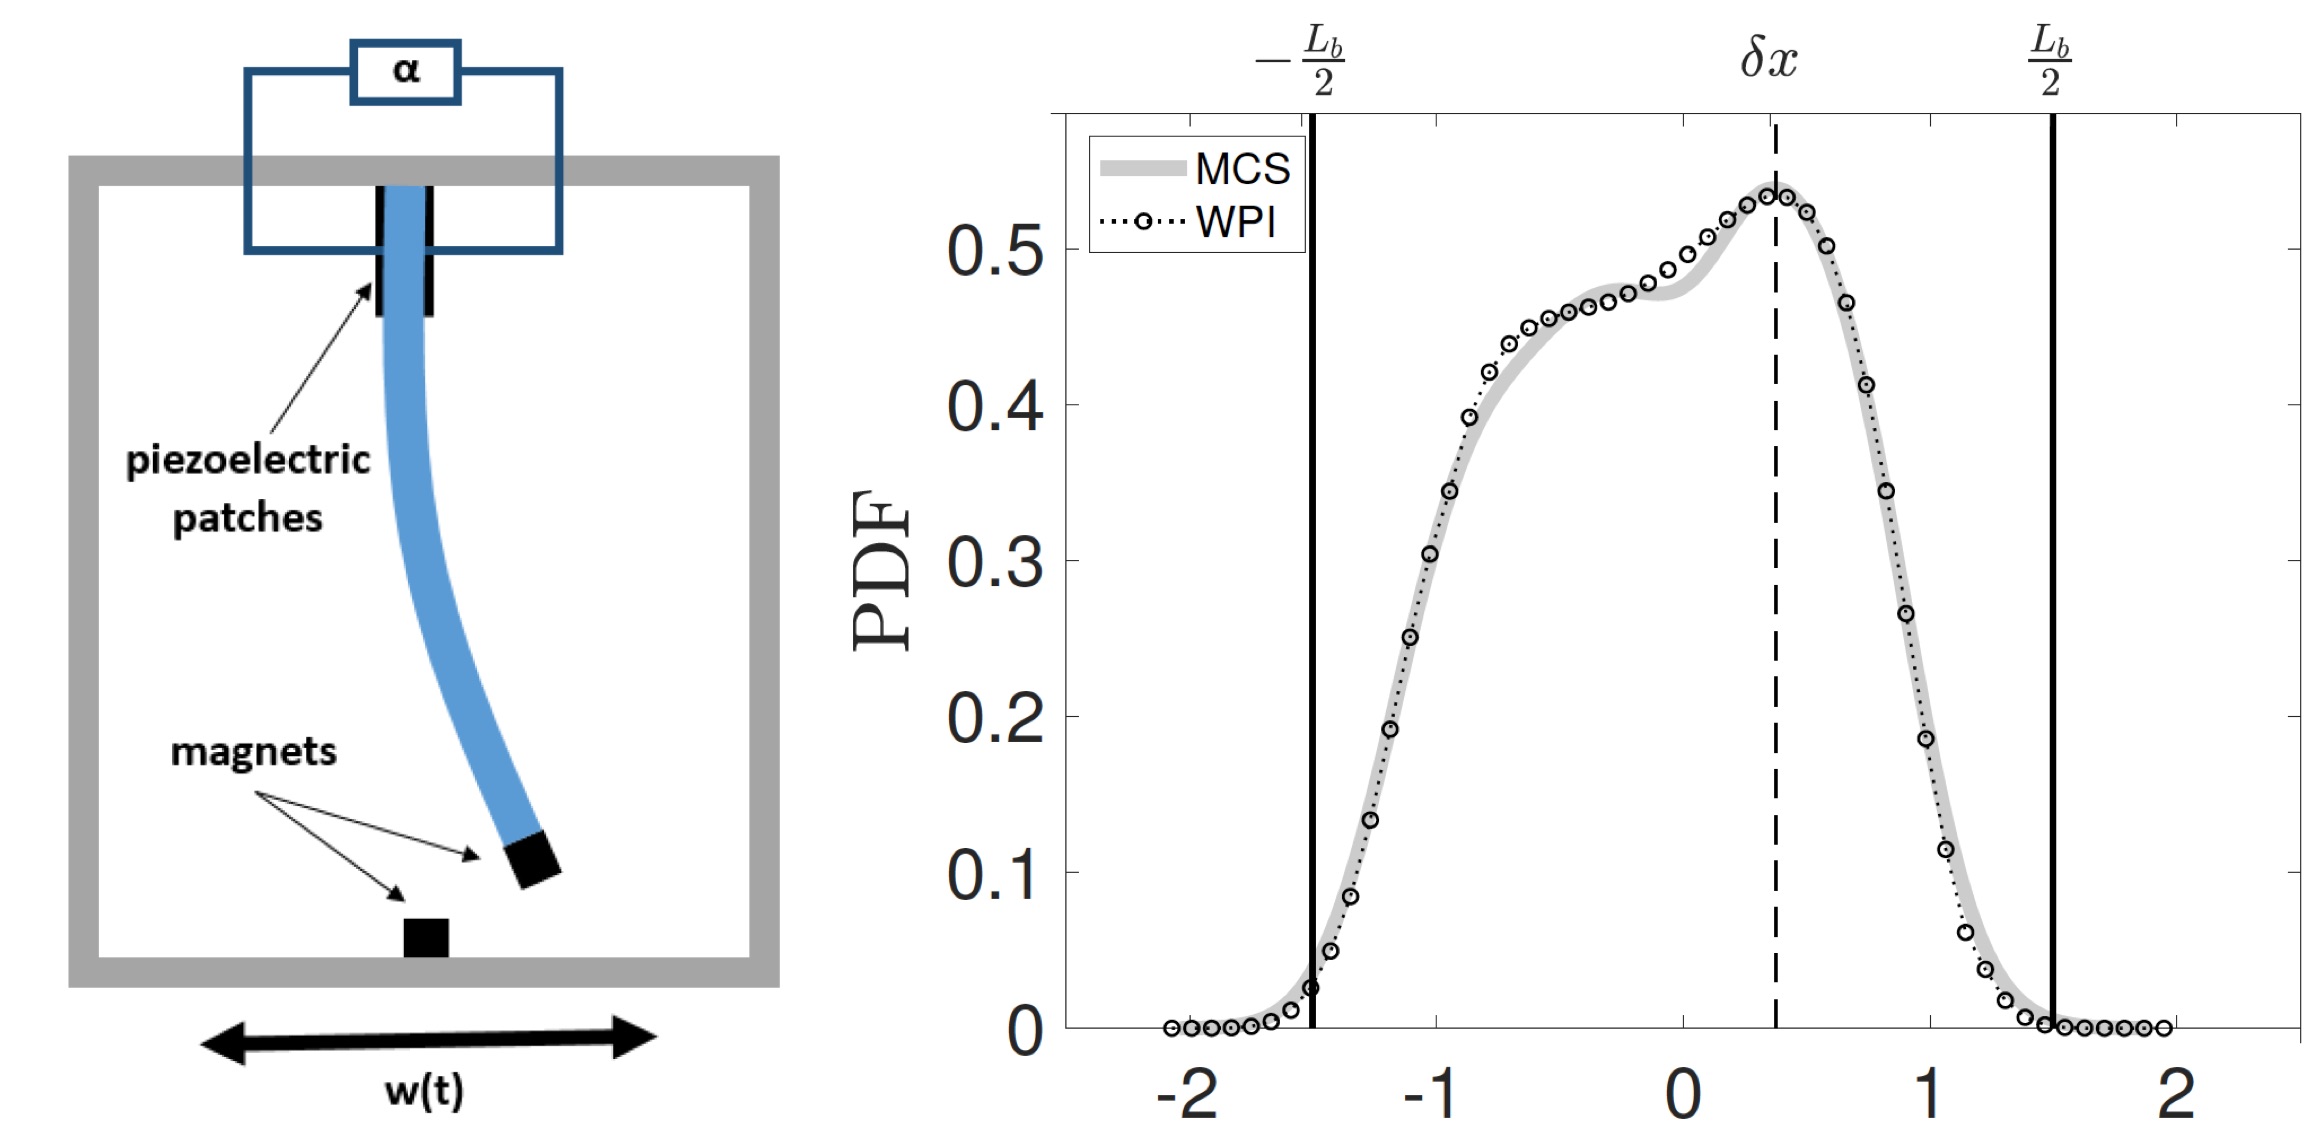 α
piezoelectric
patches
magnets
w(t)
− L_b/2
δx
L_b/2
MCS
WPI
PDF
0.5
0.4
0.3
0.2
0.1
0
-2 -1 0 1 2